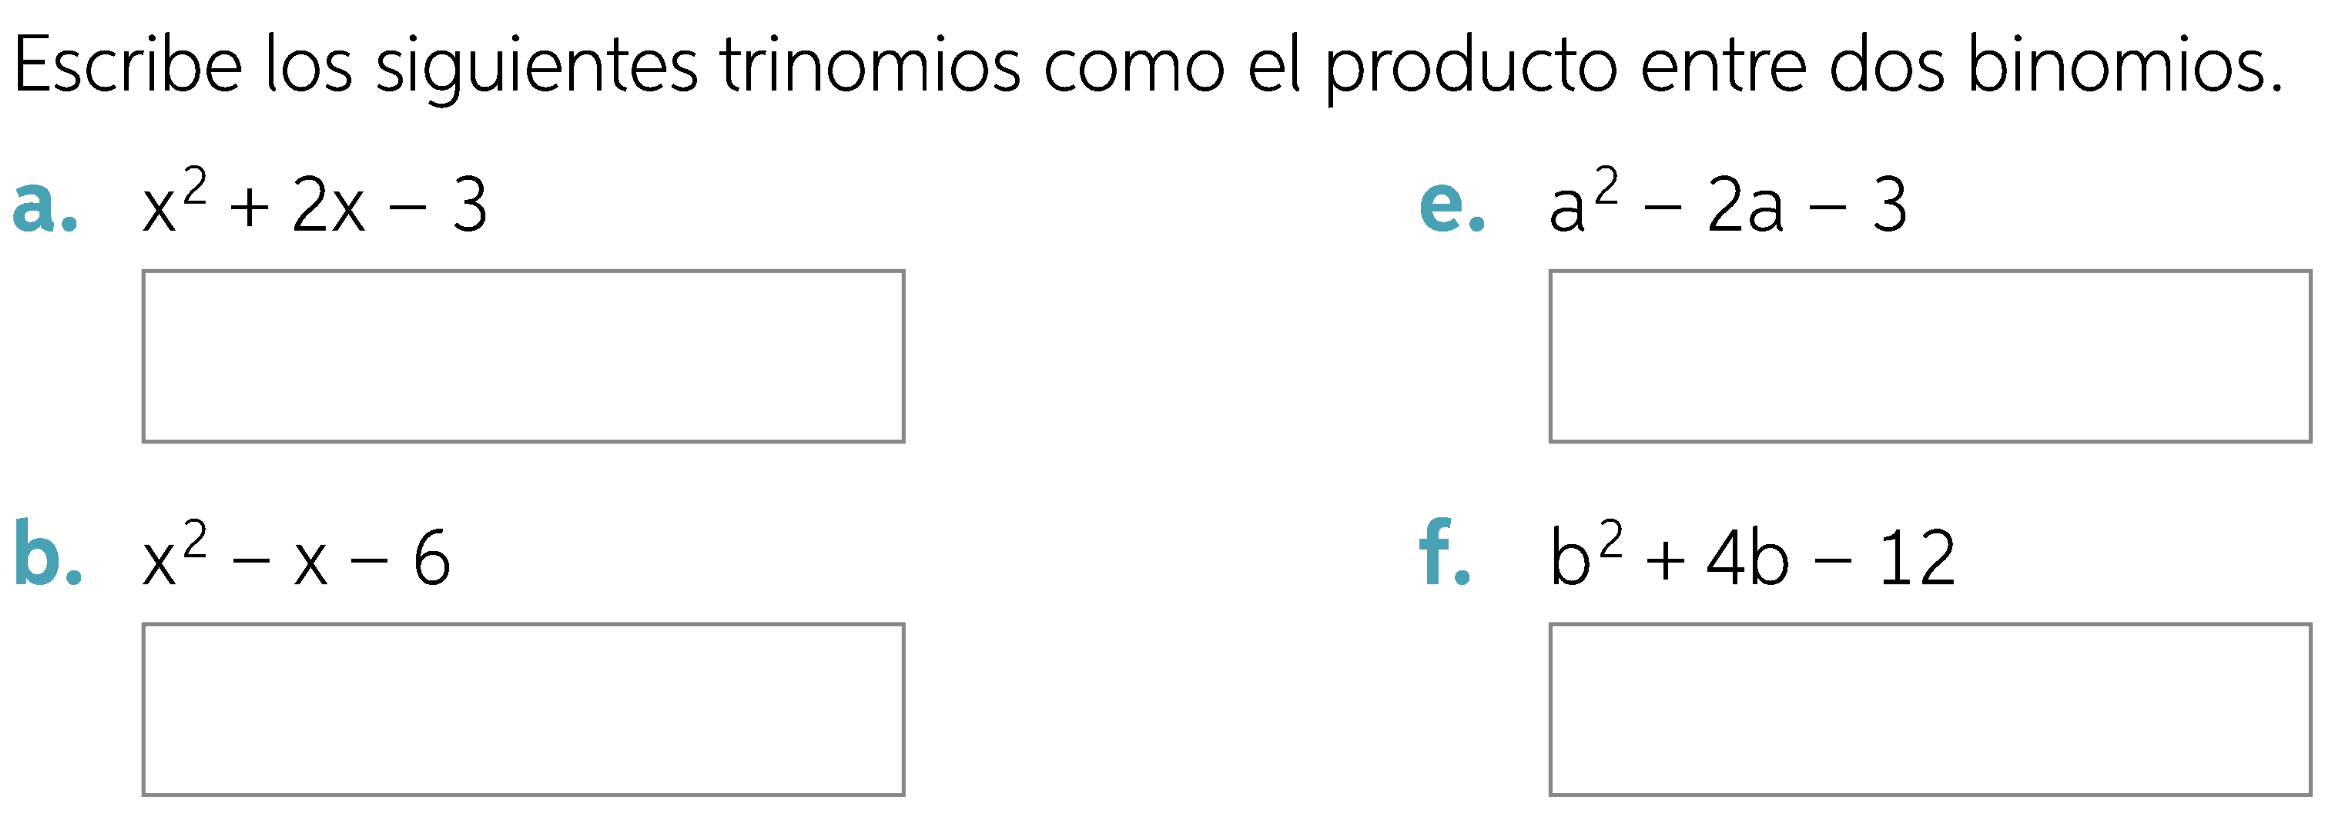 Escribe los siguientes trinomios como el producto entre dos binomios.
a. x² + 2x – 3
e. a² – 2a – 3
b. x² – x – 6
f. b² + 4b – 12